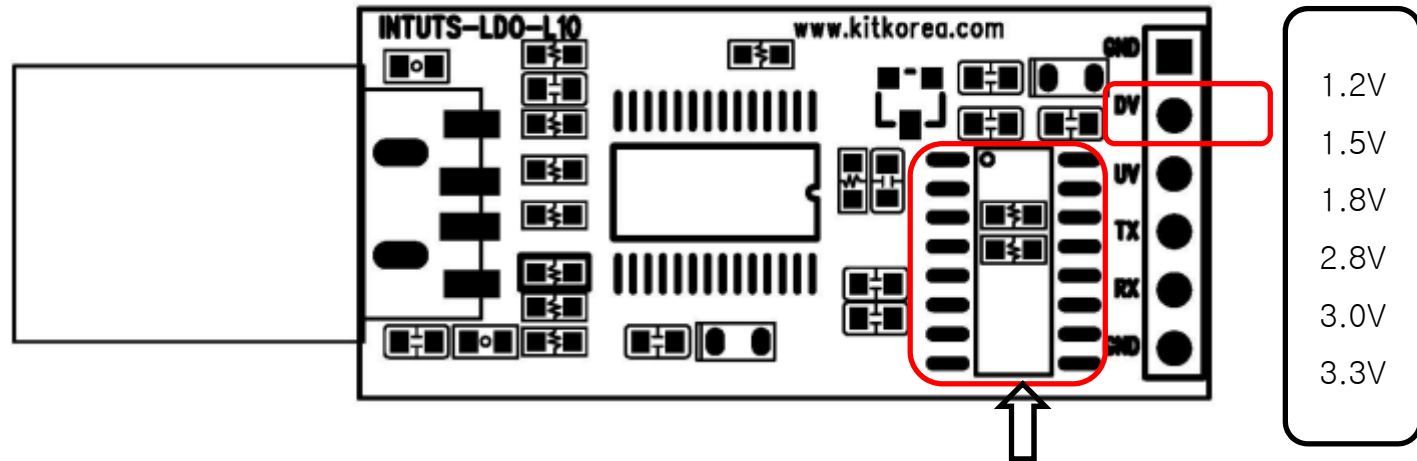 INTUTS-LDO-L10
www.kitkorea.com
GND
DV
UV
TX
RX
GND
1.2V
1.5V
1.8V
2.8V
3.0V
3.3V